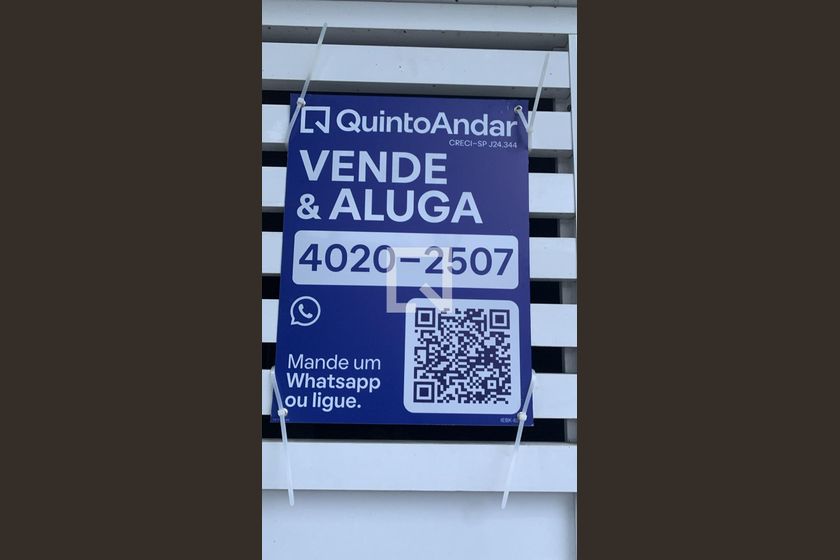 QuintoAndar
CRECI-SP J24.344
VENDE
& ALUGA
4020-2507
Mande um
Whatsapp
ou ligue.